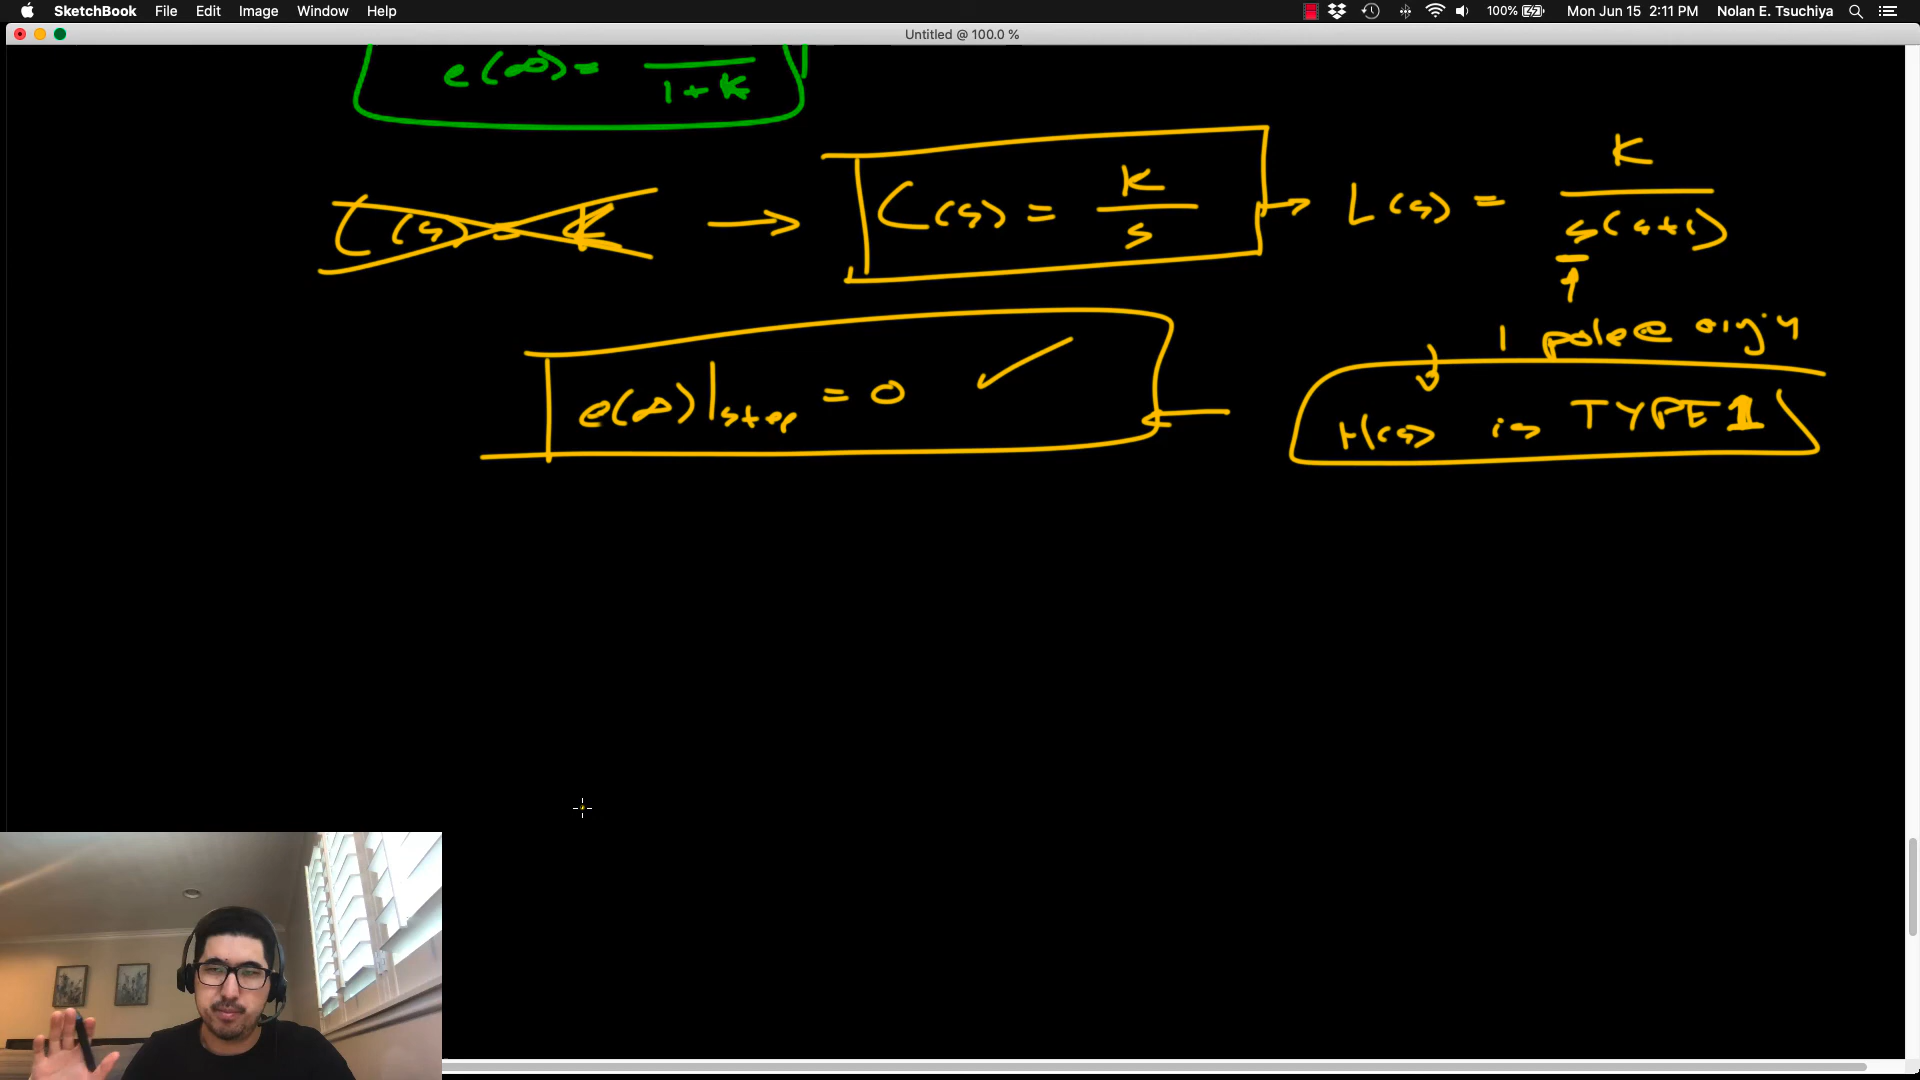 SketchBook File Edit Image Window Help 100% Mon Jun 15 2:11 PM Nolan E. Tsuchiya
Untitled @ 100.0 %
e(∞) = 1 + K
C(s) = K → C(s) = K / s → L(s) = K / s(s+1)
1 pole @ origin
e(∞)|step = 0 ✓ ← H(s) is TYPE 1